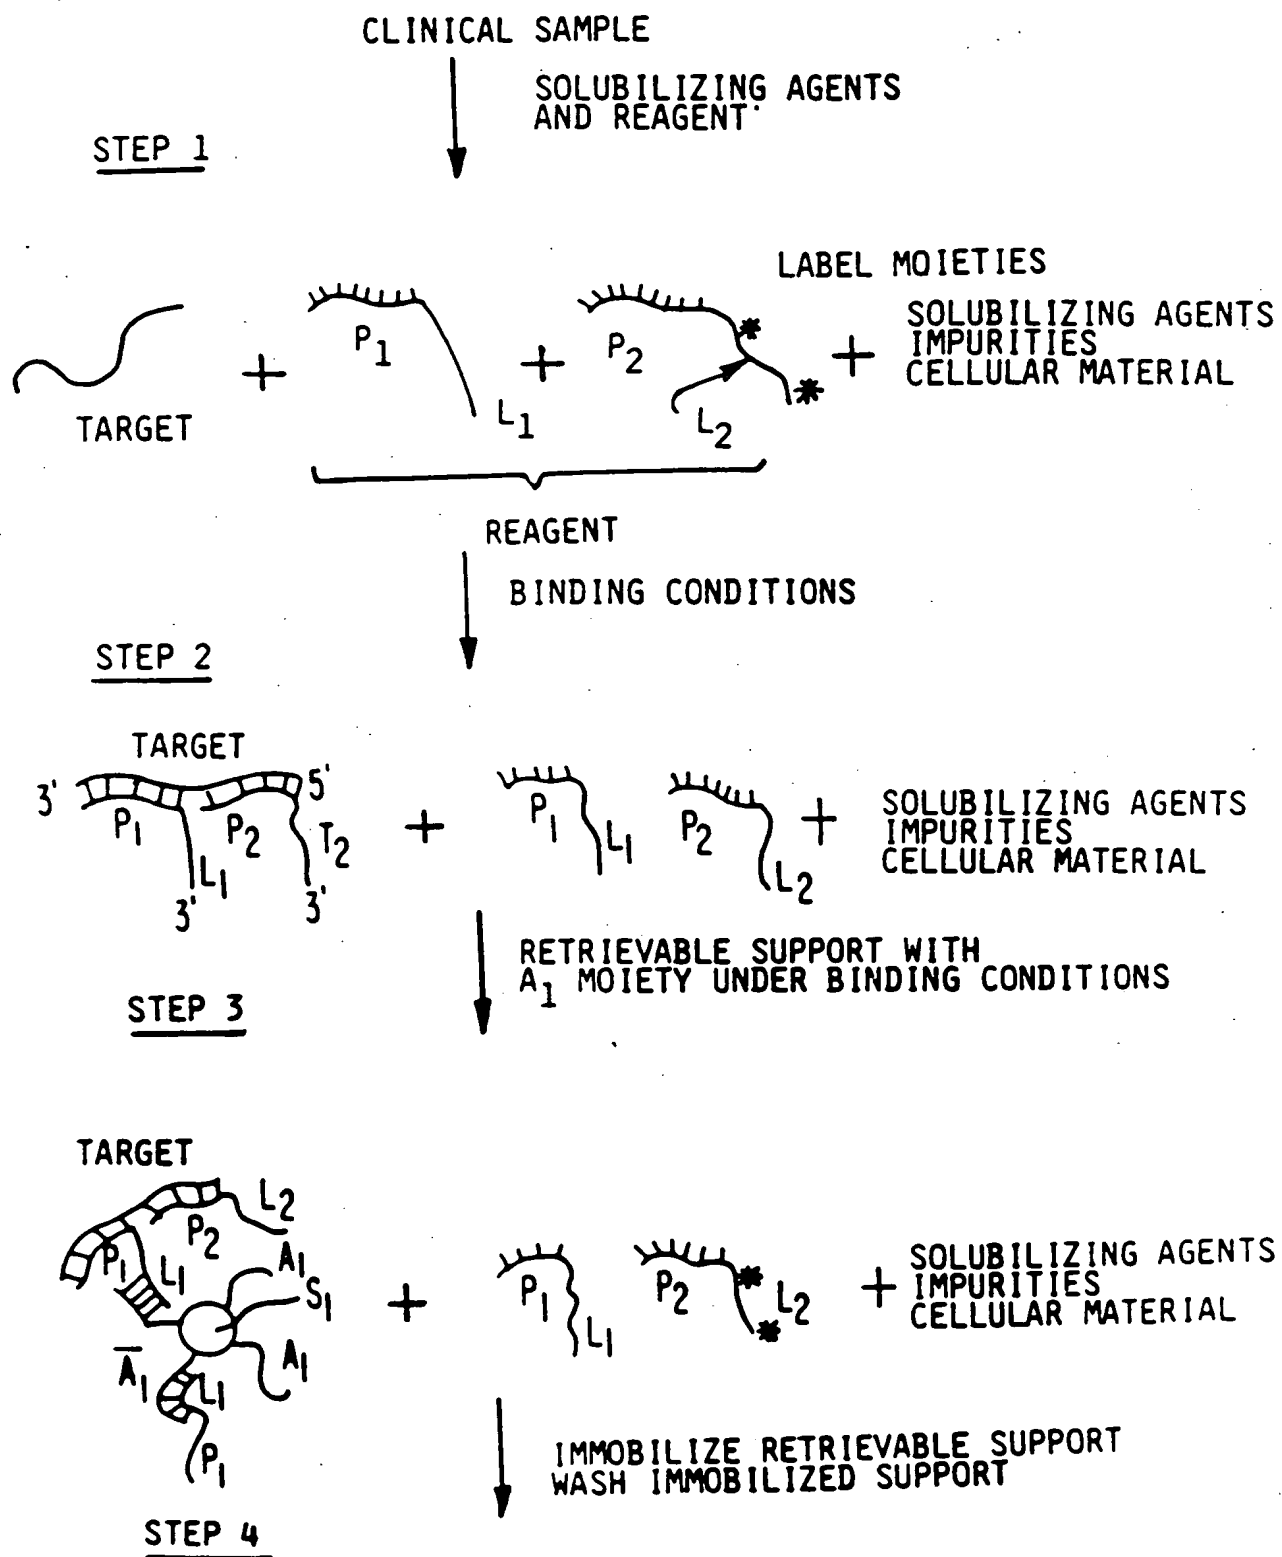 CLINICAL SAMPLE
SOLUBILIZING AGENTS
AND REAGENT
STEP 1
LABEL MOIETIES
SOLUBILIZING AGENTS
IMPURITIES
CELLULAR MATERIAL
P1
P2
*
*
+
+
+
TARGET
L1
L2
REAGENT
BINDING CONDITIONS
STEP 2
TARGET
3'
5'
P1
P2
T2
L1
3'
3'
+
P1
L1
P2
L2
+
SOLUBILIZING AGENTS
IMPURITIES
CELLULAR MATERIAL
RETRIEVABLE SUPPORT WITH
A1 MOIETY UNDER BINDING CONDITIONS
STEP 3
TARGET
L2
P2
P1
L1
A1
S1
A1
A̅1
L1
P1
+
P1
L1
P2
*
L2
*
+
SOLUBILIZING AGENTS
IMPURITIES
CELLULAR MATERIAL
IMMOBILIZE RETRIEVABLE SUPPORT
WASH IMMOBILIZED SUPPORT
STEP 4